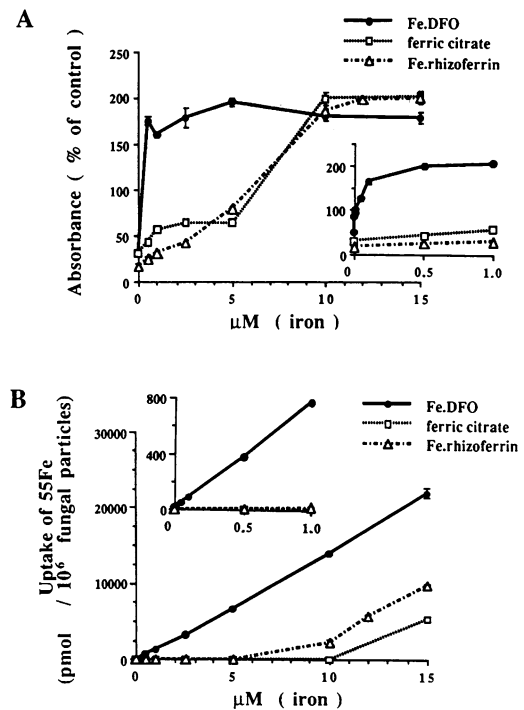 A
Fe.DFO
ferric citrate
Fe.rhizoferrin
Absorbance ( % of control)
250
200
150
100
50
0
0 5 10 15
µM ( iron )
200
100
0
0 0.5 1.0
B
Fe.DFO
ferric citrate
Fe.rhizoferrin
Uptake of 55Fe
(pmol / 10^6 fungal particles)
30000
20000
10000
0
0 5 10 15
µM ( iron )
800
400
0
0 0.5 1.0